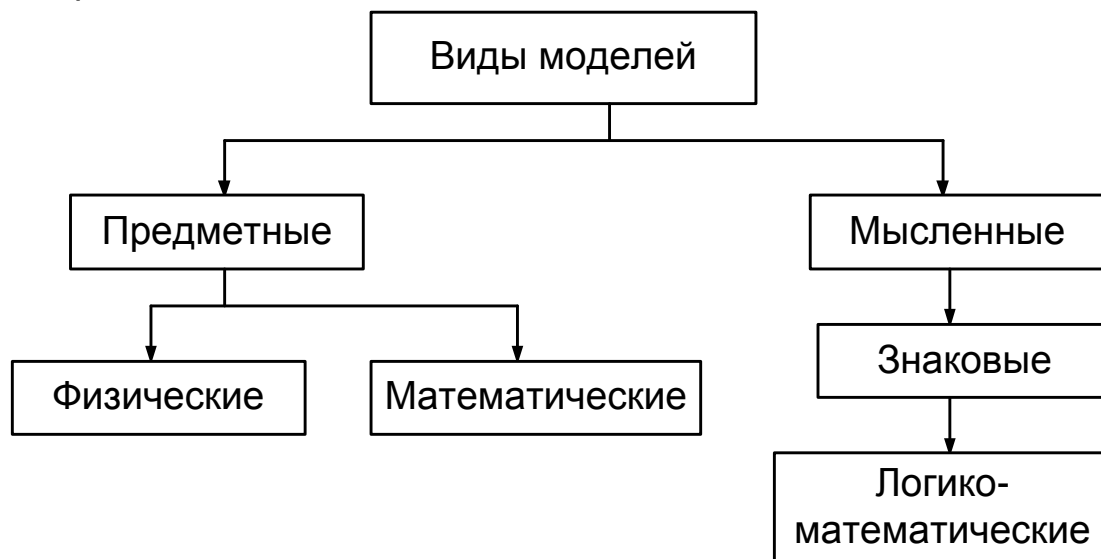 Виды моделей
Предметные
Мысленные
Знаковые
Физические
Математические
Логико-
математические